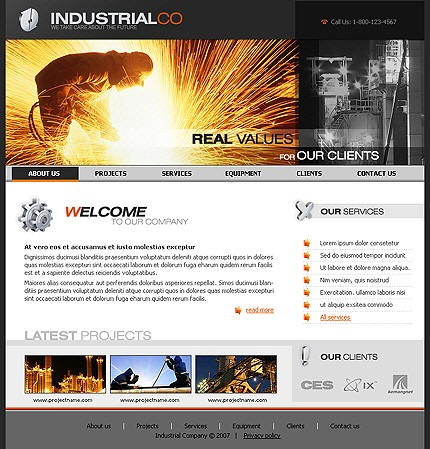 INDUSTRIALCO
WE TAKE CARE ABOUT THE FUTURE
Call Us: 1-800-123-4567
REAL VALUES
FOR OUR CLIENTS
ABOUT US
PROJECTS
SERVICES
EQUIPMENT
CLIENTS
CONTACT US
WELCOME
TO OUR COMPANY
At vero eos et accusamus et iusto molestias exceptur
Dignissimos ducimusi blanditiis praesentium voluptatum deleniti atque corrupti quos in dolores
quas molestias excepturi sint occaecati laborum et dolorum fuga eharum quidem rerum facilis
est et a sapiente delectus reiciendis voluptatibus.
Maiores alias consequatur aut perferendis doloribus asperiores repellat. Simos ducimusi blan-
ditiis praesentium voluptatum deleniti atque corrupti quos in dolores quas molestias excepturi
sint occaecati laborum et dolorum fuga eharum quidem rerum facilis.
read more
OUR SERVICES
Lorem ipsum dolor consetetur
Sed do eiusmod tempor incidunt
Ut labore et dolore magna aliqua.
Nim veniam, quis nostrud
Exercitation. ullamco laboris nisi
ut aliquip exsitea commodo
All services
LATEST PROJECTS
www.projectname.com
www.projectname.com
www.projectname.com
OUR CLIENTS
CES
IX
kemangnet
About us | Projects | Services | Equipment | Clients | Contact us
Industrial Company © 2007 | Privacy policy